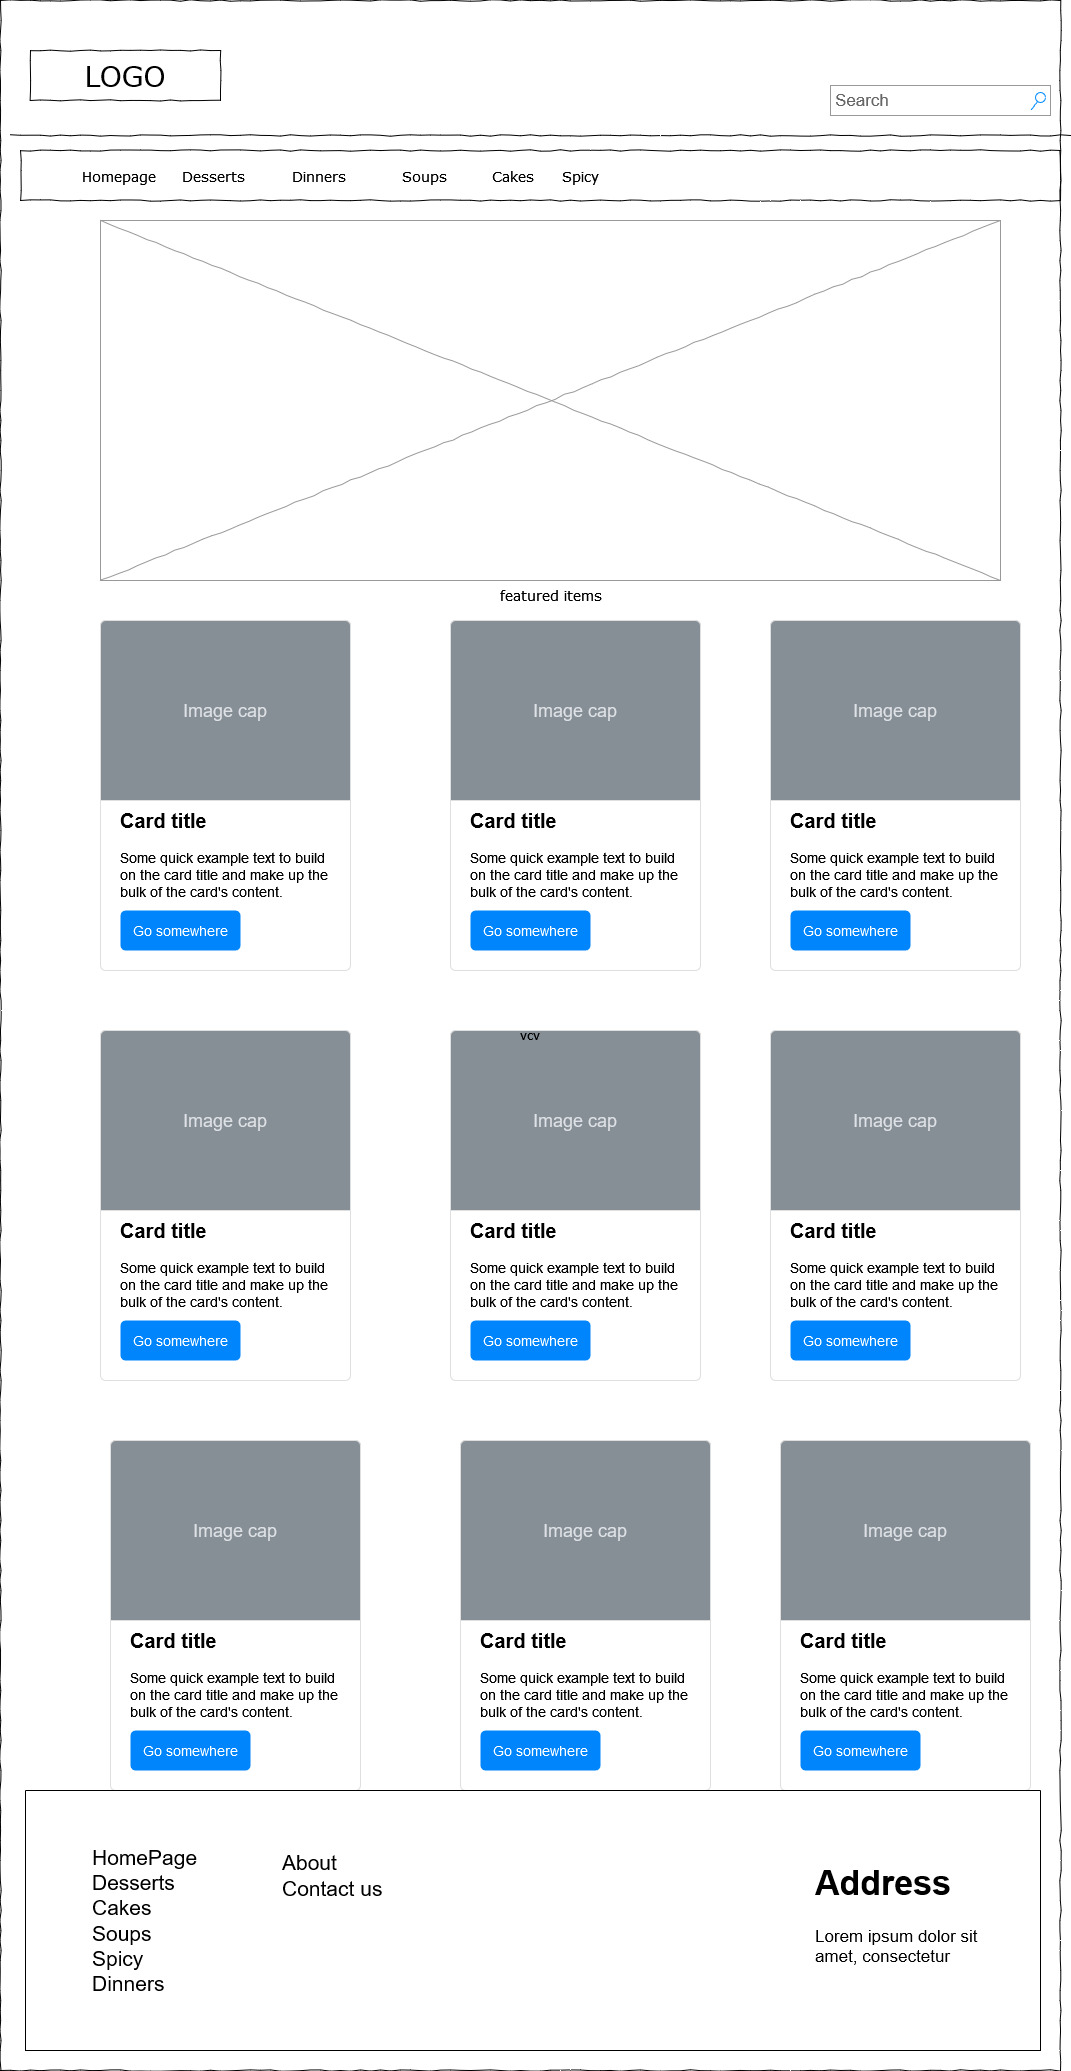 LOGO
Search
Homepage Desserts Dinners Soups Cakes Spicy
featured items
Image cap Image cap Image cap
Card title Card title Card title
Some quick example text to build Some quick example text to build Some quick example text to build
on the card title and make up the on the card title and make up the on the card title and make up the
bulk of the card's content. bulk of the card's content. bulk of the card's content.
Go somewhere Go somewhere Go somewhere
vcv
Image cap Image cap Image cap
Card title Card title Card title
Some quick example text to build Some quick example text to build Some quick example text to build
on the card title and make up the on the card title and make up the on the card title and make up the
bulk of the card's content. bulk of the card's content. bulk of the card's content.
Go somewhere Go somewhere Go somewhere
Image cap Image cap Image cap
Card title Card title Card title
Some quick example text to build Some quick example text to build Some quick example text to build
on the card title and make up the on the card title and make up the on the card title and make up the
bulk of the card's content. bulk of the card's content. bulk of the card's content.
Go somewhere Go somewhere Go somewhere
HomePage
Desserts
Cakes
Soups
Spicy
Dinners
About
Contact us
Address
Lorem ipsum dolor sit
amet, consectetur